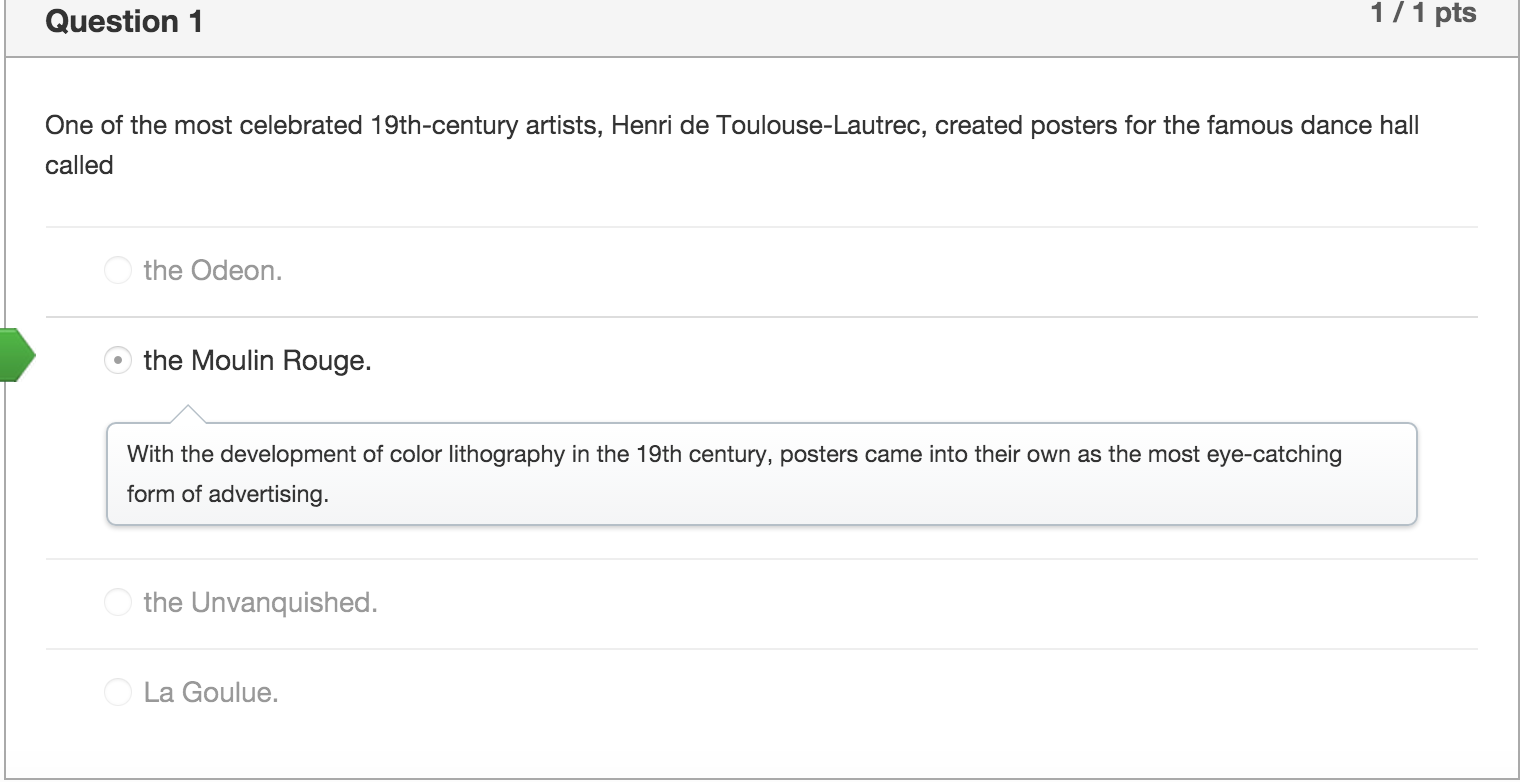 Question 1
1 / 1 pts
One of the most celebrated 19th-century artists, Henri de Toulouse-Lautrec, created posters for the famous dance hall
called
the Odeon.
the Moulin Rouge.
With the development of color lithography in the 19th century, posters came into their own as the most eye-catching
form of advertising.
the Unvanquished.
La Goulue.